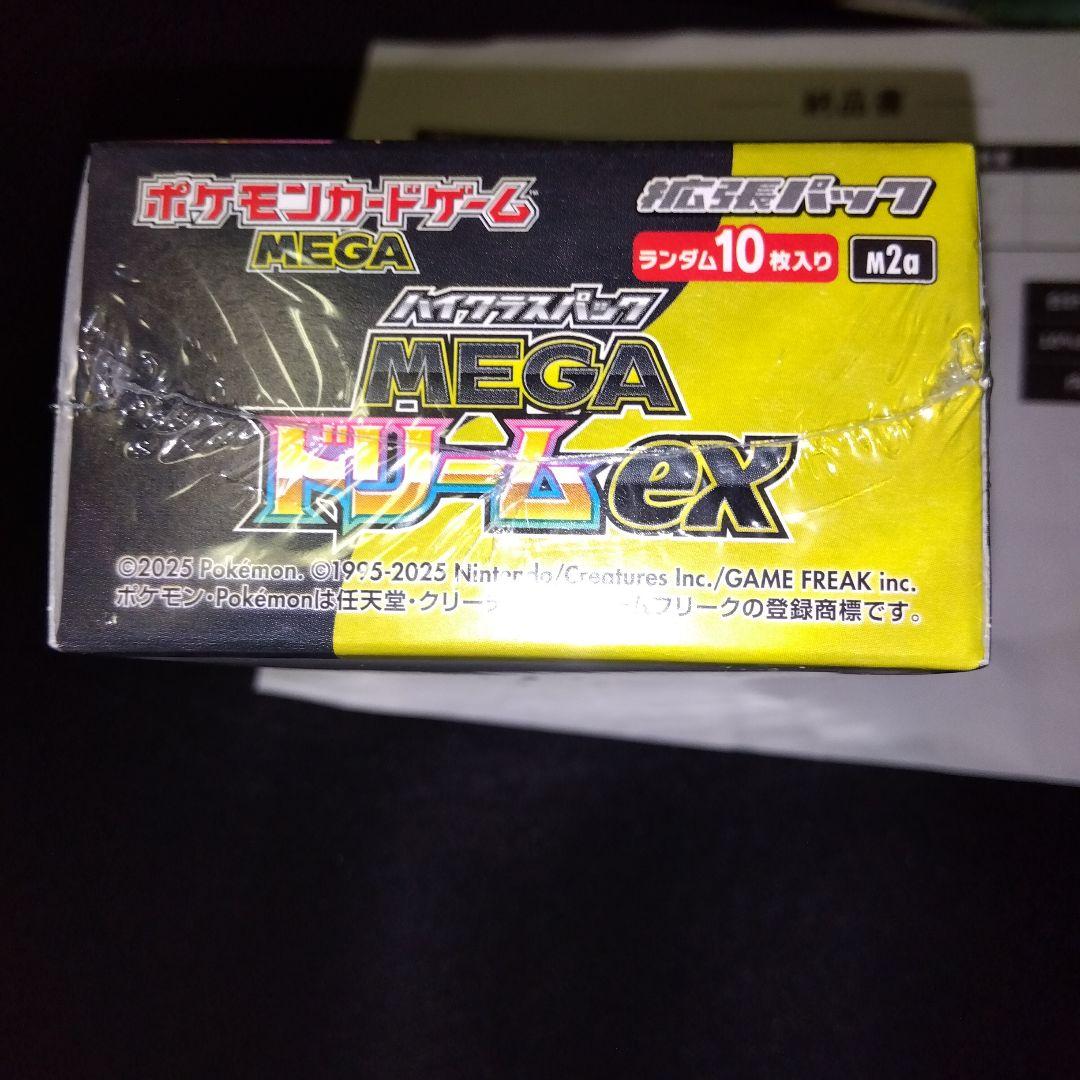 納品書
ポケモンカードゲーム™
MEGA
拡張パック
ランダム10枚入り
M2a
ハイクラスパック
MEGA
ドリームex
©2025 Pokémon. ©1995-2025 Nintendo/Creatures Inc./GAME FREAK inc.
ポケモン・Pokémonは任天堂・クリー ームフリークの登録商標です。